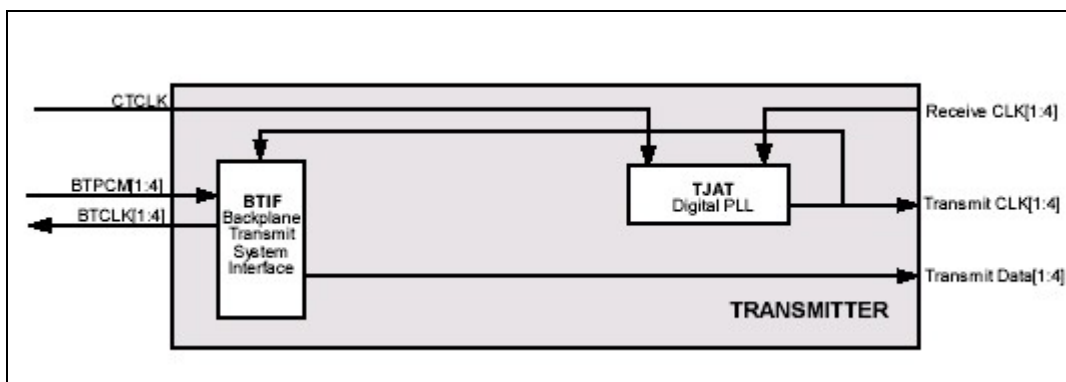 CTCLK
Receive CLK[1:4]
BTPCM[1:4]
BTCLK[1:4]
BTIF
Backplane
Transmit
System
Interface
TJAT
Digital PLL
Transmit CLK[1:4]
Transmit Data[1:4]
TRANSMITTER